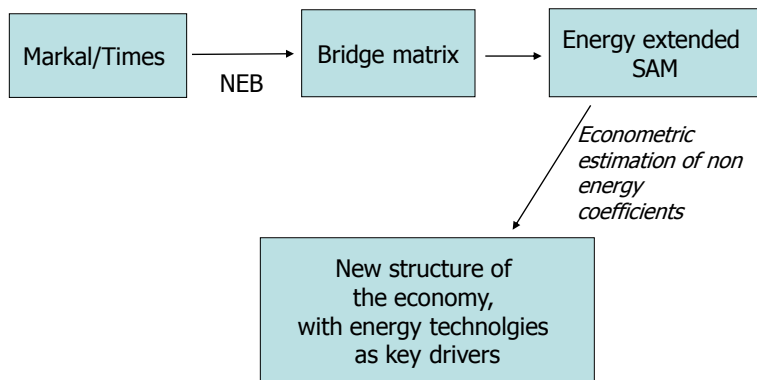 Markal/Times
NEB
Bridge matrix
Energy extended
SAM
Econometric
estimation of non
energy
coefficients
New structure of
the economy,
with energy technolgies
as key drivers